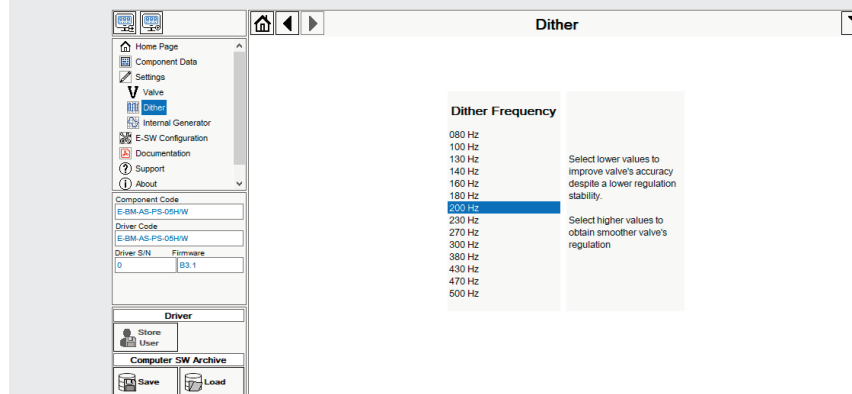 Dither
Home Page
Component Data
Settings
Valve
Dither
Internal Generator
E-SW Configuration
Documentation
Support
About
Component Code
E-BM-AS-PS-05H/W
Driver Code
E-BM-AS-PS-05H/W
Driver S/N Firmware
0 B3.1
Driver
Store
User
Computer SW Archive
Save Load
Dither Frequency
080 Hz
100 Hz
130 Hz
140 Hz
160 Hz
180 Hz
200 Hz
230 Hz
270 Hz
300 Hz
380 Hz
430 Hz
470 Hz
500 Hz
Select lower values to
improve valve's accuracy
despite a lower regulation
stability.
Select higher values to
obtain smoother valve's
regulation